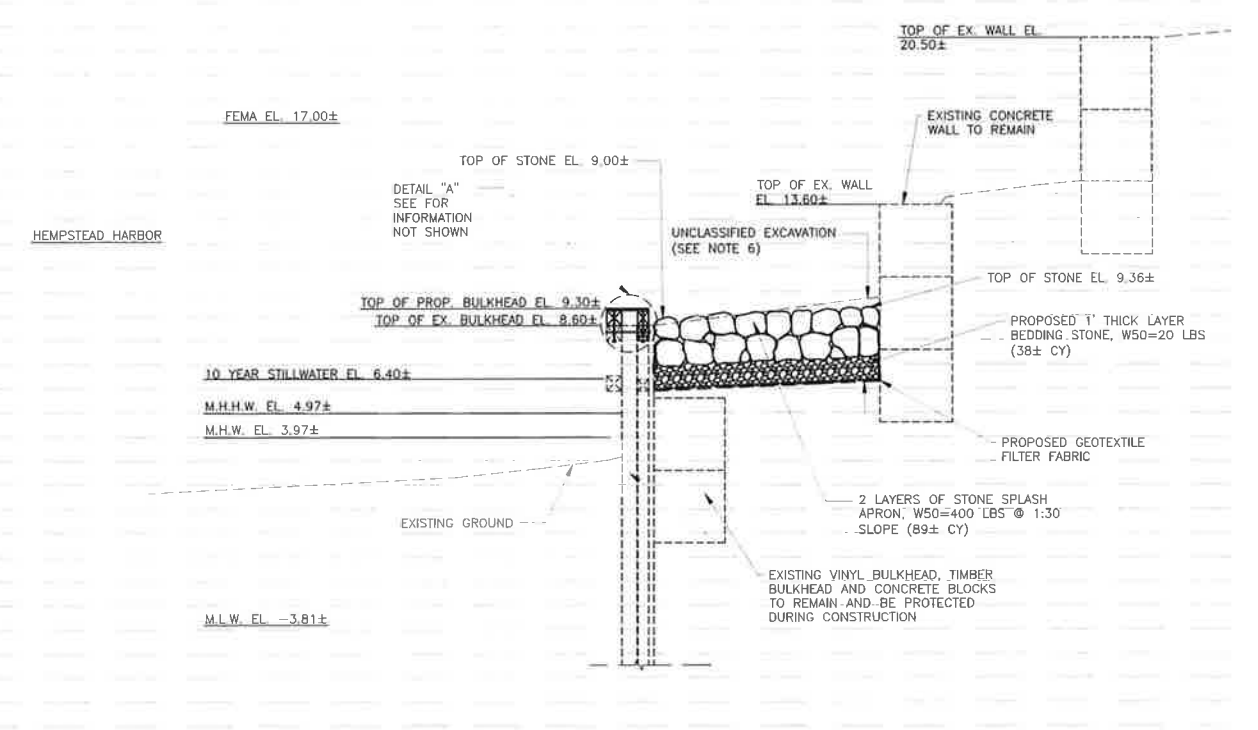 TOP OF EX. WALL EL.
20.50±
FEMA EL. 17.00±
EXISTING CONCRETE
WALL TO REMAIN
TOP OF STONE EL. 9.00±
DETAIL "A"
SEE FOR
INFORMATION
NOT SHOWN
TOP OF EX. WALL
EL. 13.60±
HEMPSTEAD HARBOR
UNCLASSIFIED EXCAVATION
(SEE NOTE 6)
TOP OF STONE EL. 9.36±
TOP OF PROP. BULKHEAD EL. 9.30±
TOP OF EX. BULKHEAD EL. 8.60±
PROPOSED 1' THICK LAYER
BEDDING STONE, W50=20 LBS
(38± CY)
10 YEAR STILLWATER EL. 6.40±
M.H.H.W. EL. 4.97±
M.H.W. EL. 3.97±
PROPOSED GEOTEXTILE
FILTER FABRIC
EXISTING GROUND
2 LAYERS OF STONE SPLASH
APRON, W50=400 LBS @ 1:30
SLOPE (89± CY)
EXISTING VINYL BULKHEAD, TIMBER
BULKHEAD AND CONCRETE BLOCKS
TO REMAIN AND BE PROTECTED
DURING CONSTRUCTION
M.L.W. EL. -3.81±